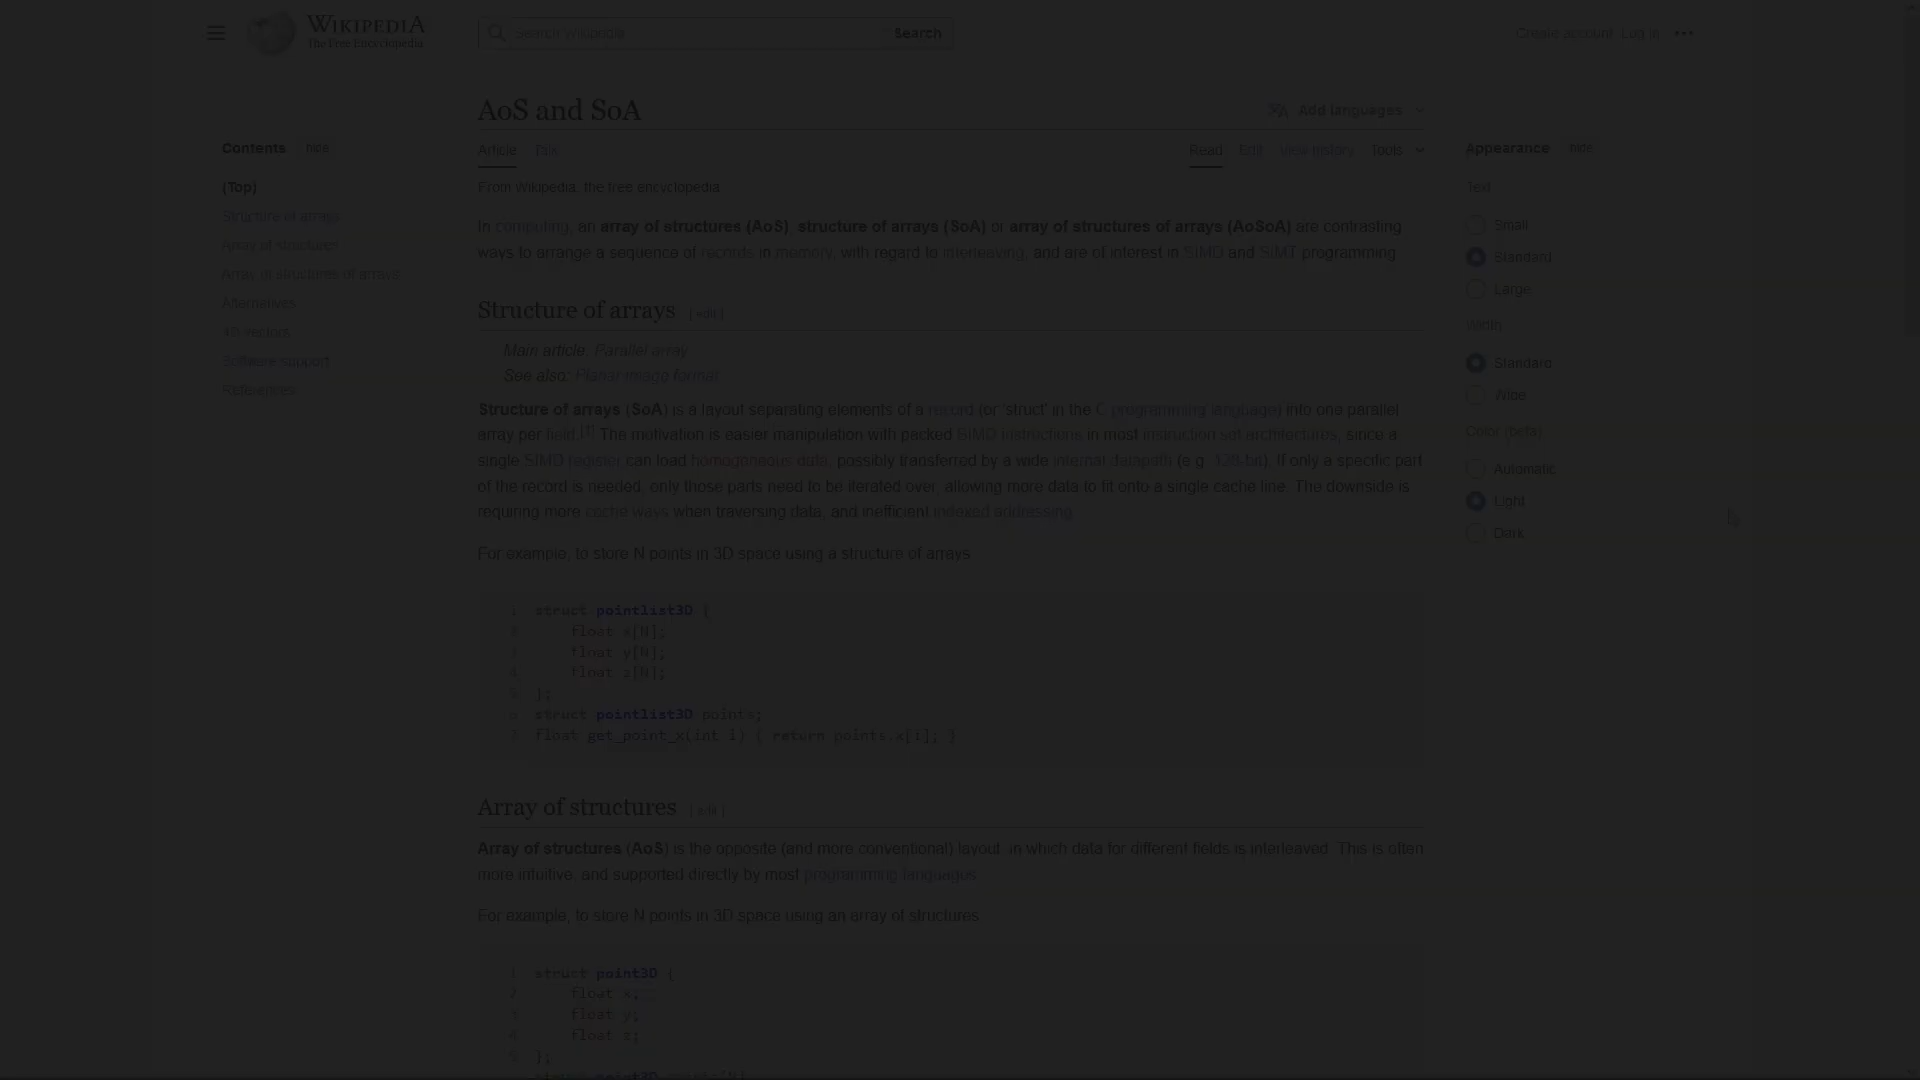 WIKIPEDIA
The Free Encyclopedia
Search Wikipedia
Search
Create account Log in
AoS and SoA
Add languages
Contents hide
Article Talk
Read Edit View history Tools
Appearance hide
(Top)
Structure of arrays
Array of structures
Array of structures of arrays
Alternatives
4D vectors
Software support
References
From Wikipedia, the free encyclopedia
In computing, an array of structures (AoS), structure of arrays (SoA) or array of structures of arrays (AoSoA) are contrasting
ways to arrange a sequence of records in memory, with regard to interleaving, and are of interest in SIMD and SIMT programming.
Structure of arrays [ edit ]
Main article: Parallel array
See also: Planar image format
Structure of arrays (SoA) is a layout separating elements of a record (or 'struct' in the C programming language) into one parallel
array per field.[1] The motivation is easier manipulation with packed SIMD instructions in most instruction set architectures, since a
single SIMD register can load homogeneous data, possibly transferred by a wide internal datapath (e.g. 128-bit). If only a specific part
of the record is needed, only those parts need to be iterated over, allowing more data to fit onto a single cache line. The downside is
requiring more cache ways when traversing data, and inefficient indexed addressing.
For example, to store N points in 3D space using a structure of arrays:
1 struct pointlist3D {
2 float x[N];
3 float y[N];
4 float z[N];
5 };
6 struct pointlist3D points;
7 float get_point_x(int i) { return points.x[i]; }
Array of structures [ edit ]
Array of structures (AoS) is the opposite (and more conventional) layout, in which data for different fields is interleaved. This is often
more intuitive, and supported directly by most programming languages.
For example, to store N points in 3D space using an array of structures:
1 struct point3D {
2 float x;
3 float y;
4 float z;
5 };
struct point3D points[N];
Text
Small
Standard
Large
Width
Standard
Wide
Color (beta)
Automatic
Light
Dark